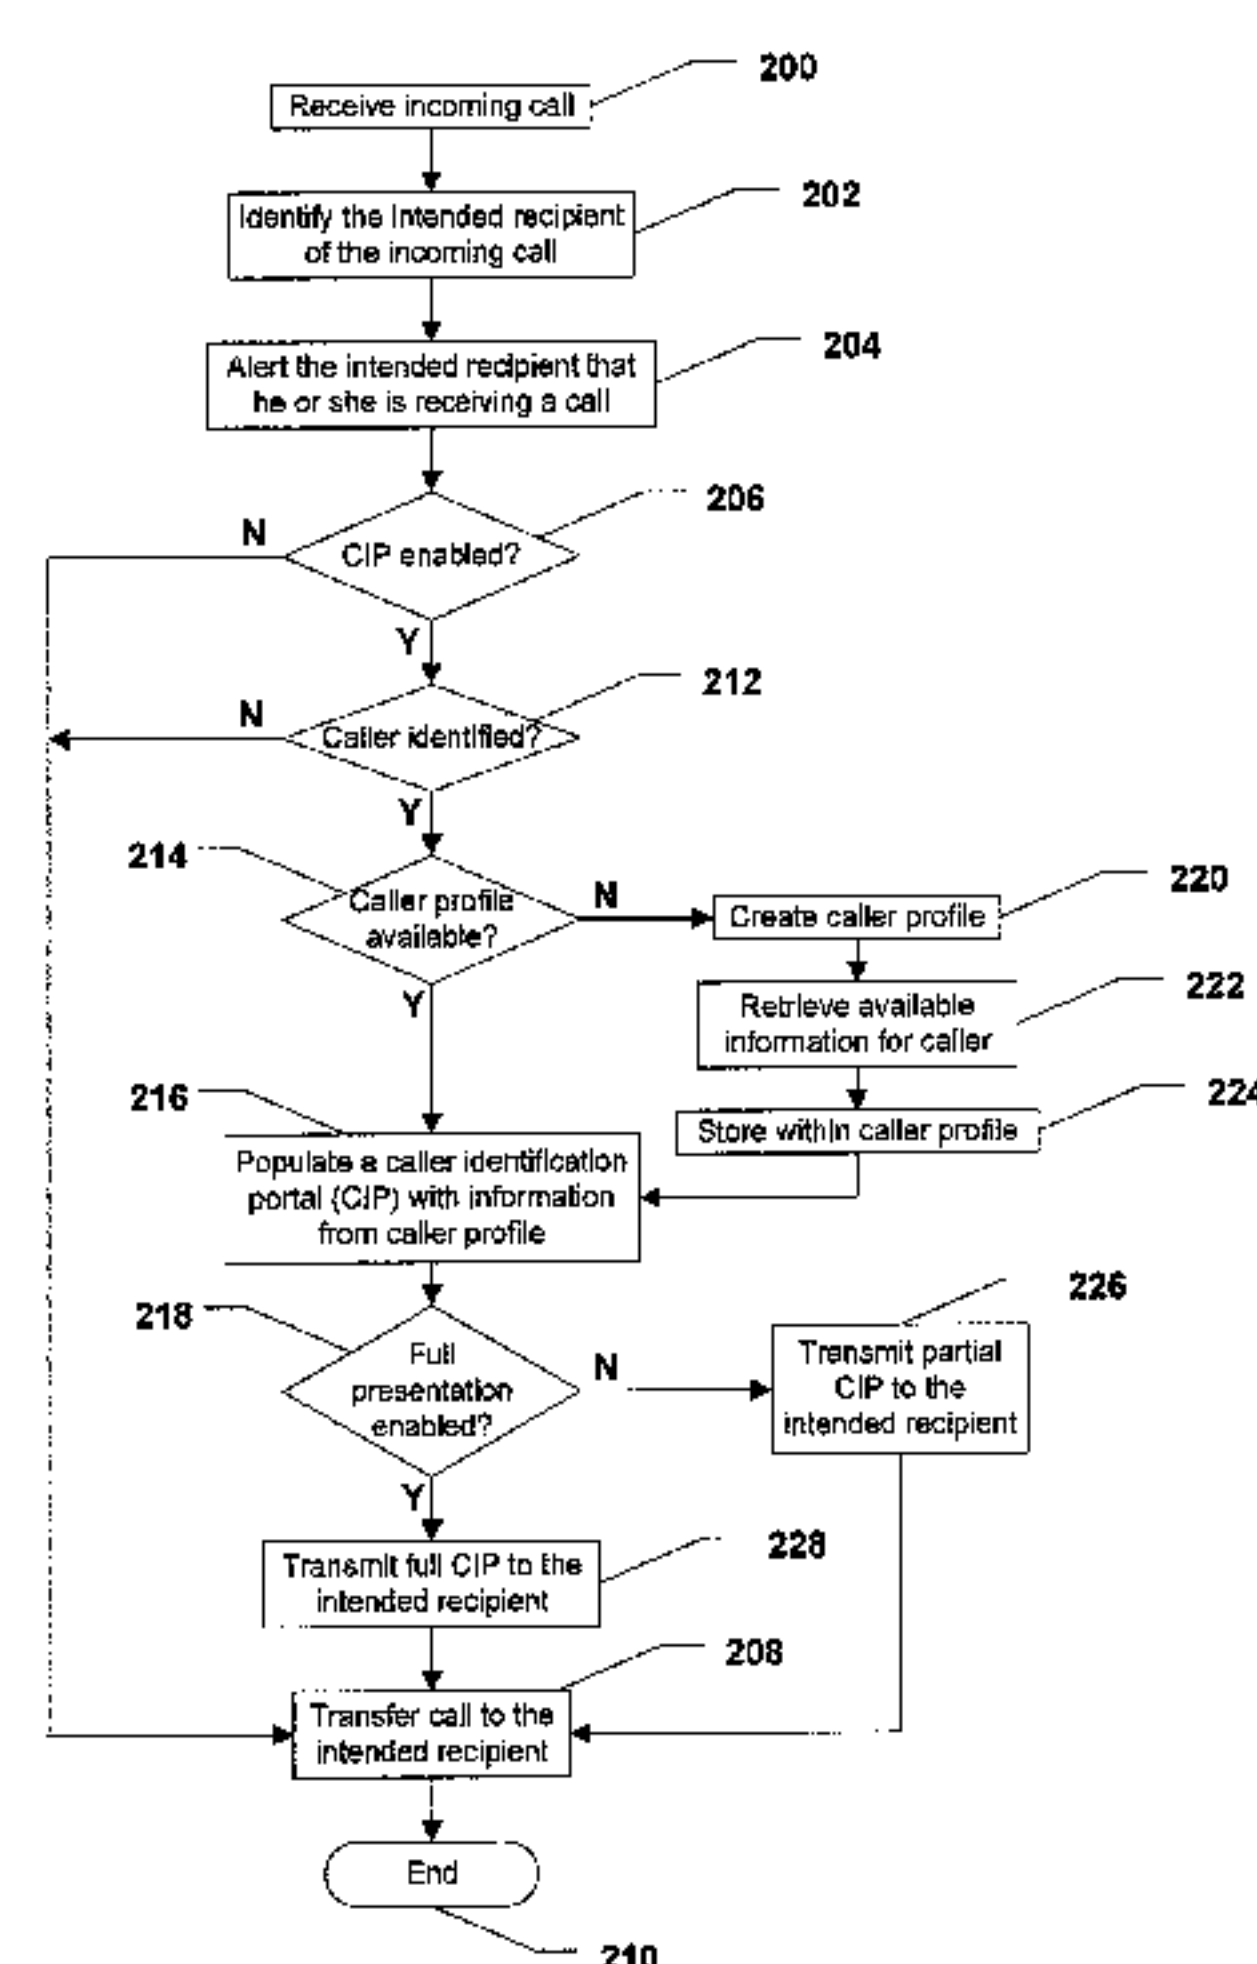 200
Receive incoming call
202
Identify the intended recipient
of the incoming call
204
Alert the intended recipient that
he or she is receiving a call
206
N
CIP enabled?
Y
212
N
Caller identified?
Y
214
Caller profile
available?
N
220
Create caller profile
222
Retrieve available
information for caller
224
Store within caller profile
Y
216
Populate a caller identification
portal (CIP) with information
from caller profile
218
Full
presentation
enabled?
N
226
Transmit partial
CIP to the
intended recipient
Y
228
Transmit full CIP to the
intended recipient
208
Transfer call to the
intended recipient
End
210